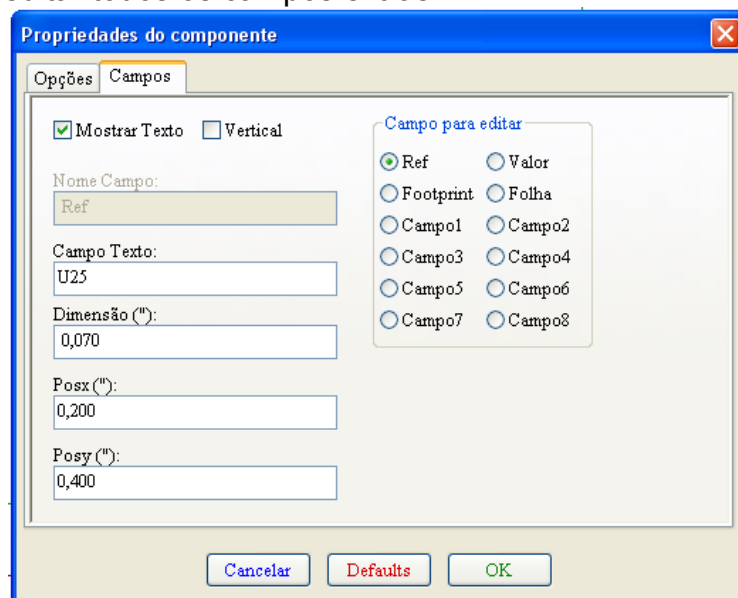 Propriedades do componente
Opções Campos
Mostrar Texto Vertical
Nome Campo:
Ref
Campo Texto:
U25
Dimensão ("):
0,070
Posx ("):
0,200
Posy ("):
0,400
Campo para editar
Ref Valor
Footprint Folha
Campo1 Campo2
Campo3 Campo4
Campo5 Campo6
Campo7 Campo8
Cancelar Defaults OK